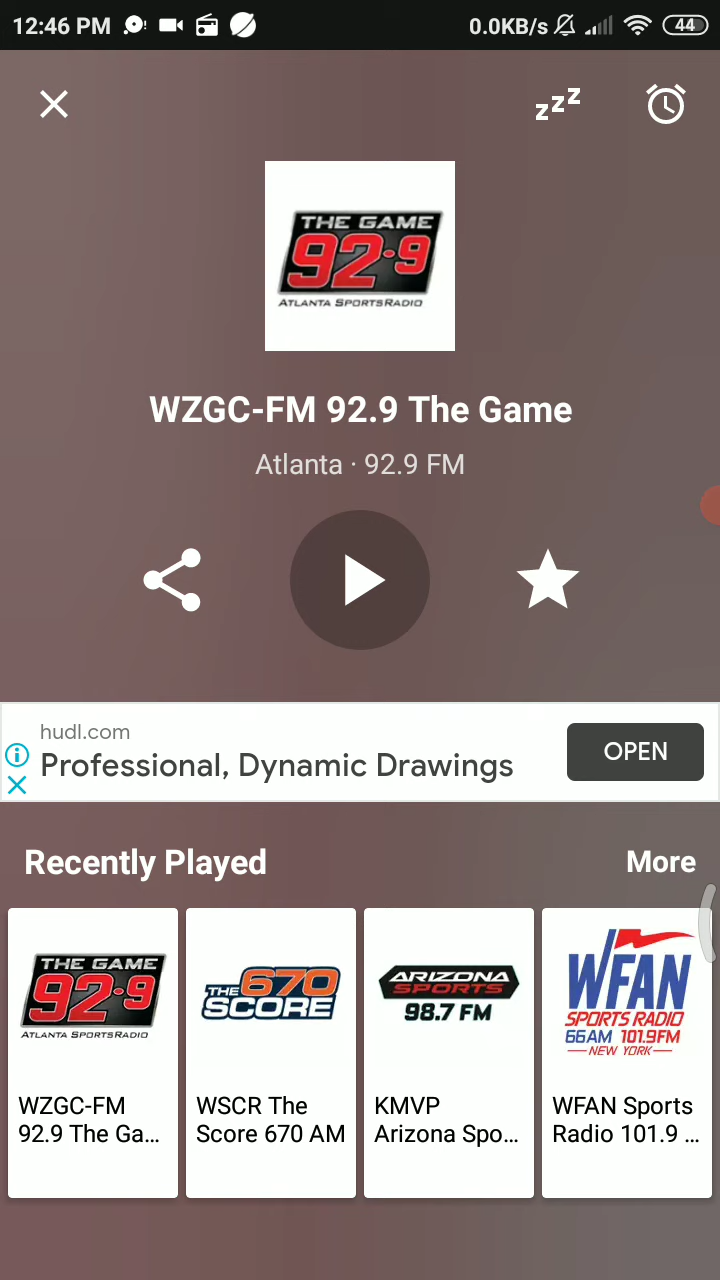 12:46 PM
0.0KB/s
44
zzz
THE GAME
92·9
ATLANTA SPORTSRADIO
WZGC-FM 92.9 The Game
Atlanta · 92.9 FM
hudl.com
Professional, Dynamic Drawings
OPEN
Recently Played
More
THE GAME
92·9
ATLANTA SPORTSRADIO
WZGC-FM
92.9 The Ga...
THE 670
SCORE
WSCR The
Score 670 AM
ARIZONA
SPORTS
98.7 FM
KMVP
Arizona Spo...
WFAN
SPORTS RADIO
66AM 101.9FM
NEW YORK
WFAN Sports
Radio 101.9 ...